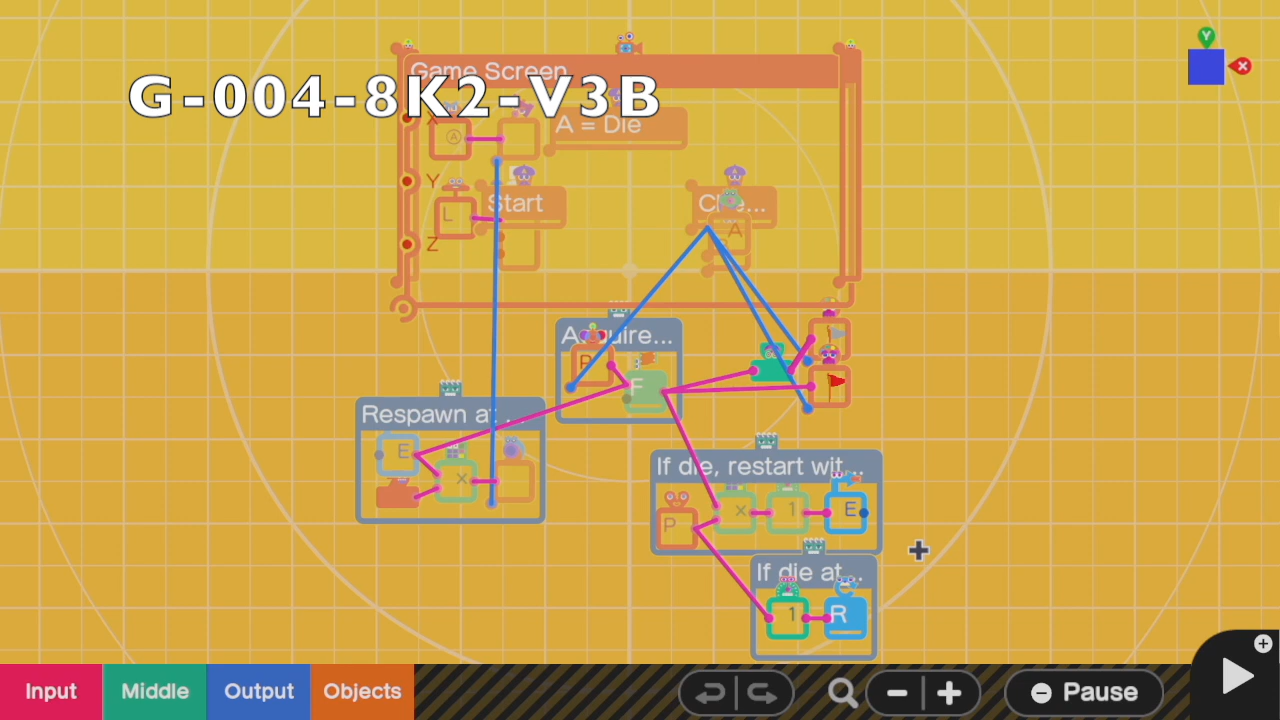 Game Screen
G-004-8K2-V3B
X
A
A = Die
Y
L
Start
Z
A
F
Respawn at ...
E
x
If die, restart wit...
P
x
1
E
If die at...
1
R
Input
Middle
Output
Objects
Pause
Y